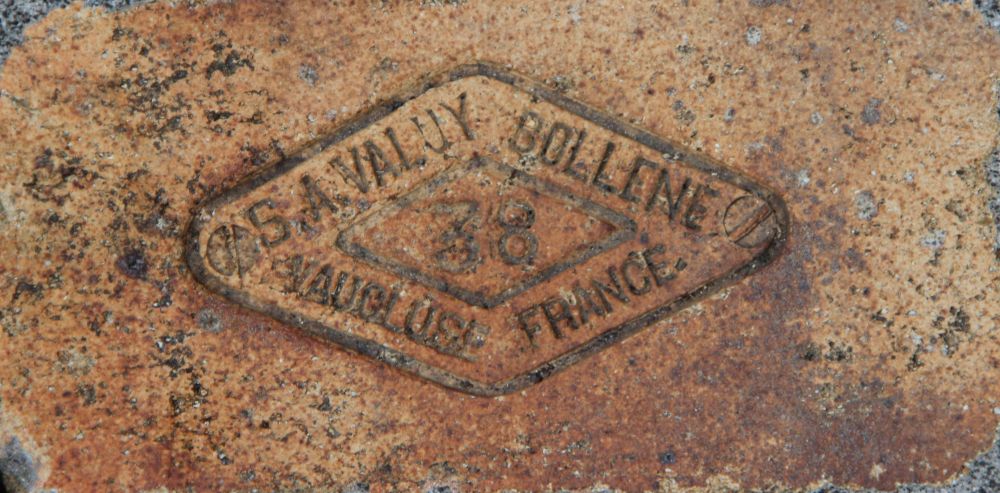 S.A. VALUY BOLLENE
38
VAUCLUSE FRANCE.